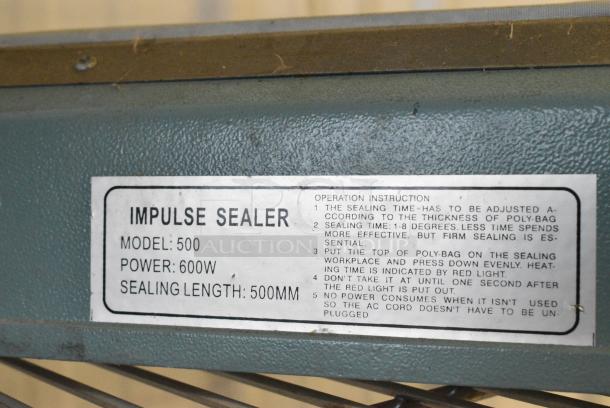 IMPULSE SEALER
MODEL: 500
POWER: 600W
SEALING LENGTH: 500MM
OPERATION INSTRUCTION
1 THE SEALING TIME-HAS TO BE ADJUSTED A-
CCORDING TO THE THICKNESS OF POLY-BAG
2 SEALING TIME: 1-8 DEGREES. LESS TIME SPENDS
MORE EFFECTIVE, BUT FIRM SEALING IS ES-
SENTIAL
3 PUT THE TOP OF POLY-BAG ON THE SEALING
WORKPLACE AND PRESS DOWN EVENLY. HEAT-
ING TIME IS INDICATED BY RED LIGHT.
4 DON'T TAKE IT AT UNTIL ONE SECOND AFTER
THE RED LIGHT IS PUT OUT.
5 NO POWER CONSUMES WHEN IT ISN'T USED
SO THE AC CORD DOESN'T HAVE TO BE UN-
PLUGGED
AUCTION GROUP